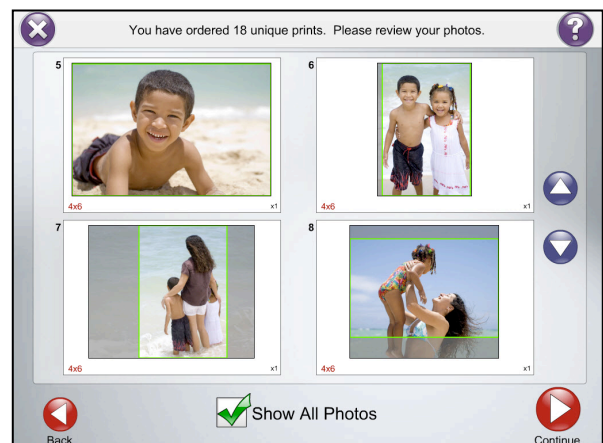 You have ordered 18 unique prints. Please review your photos.
?
5
6
4x6 x1
4x6 x1
7
8
4x6 x1
4x6 x1
Show All Photos
Back
Continue